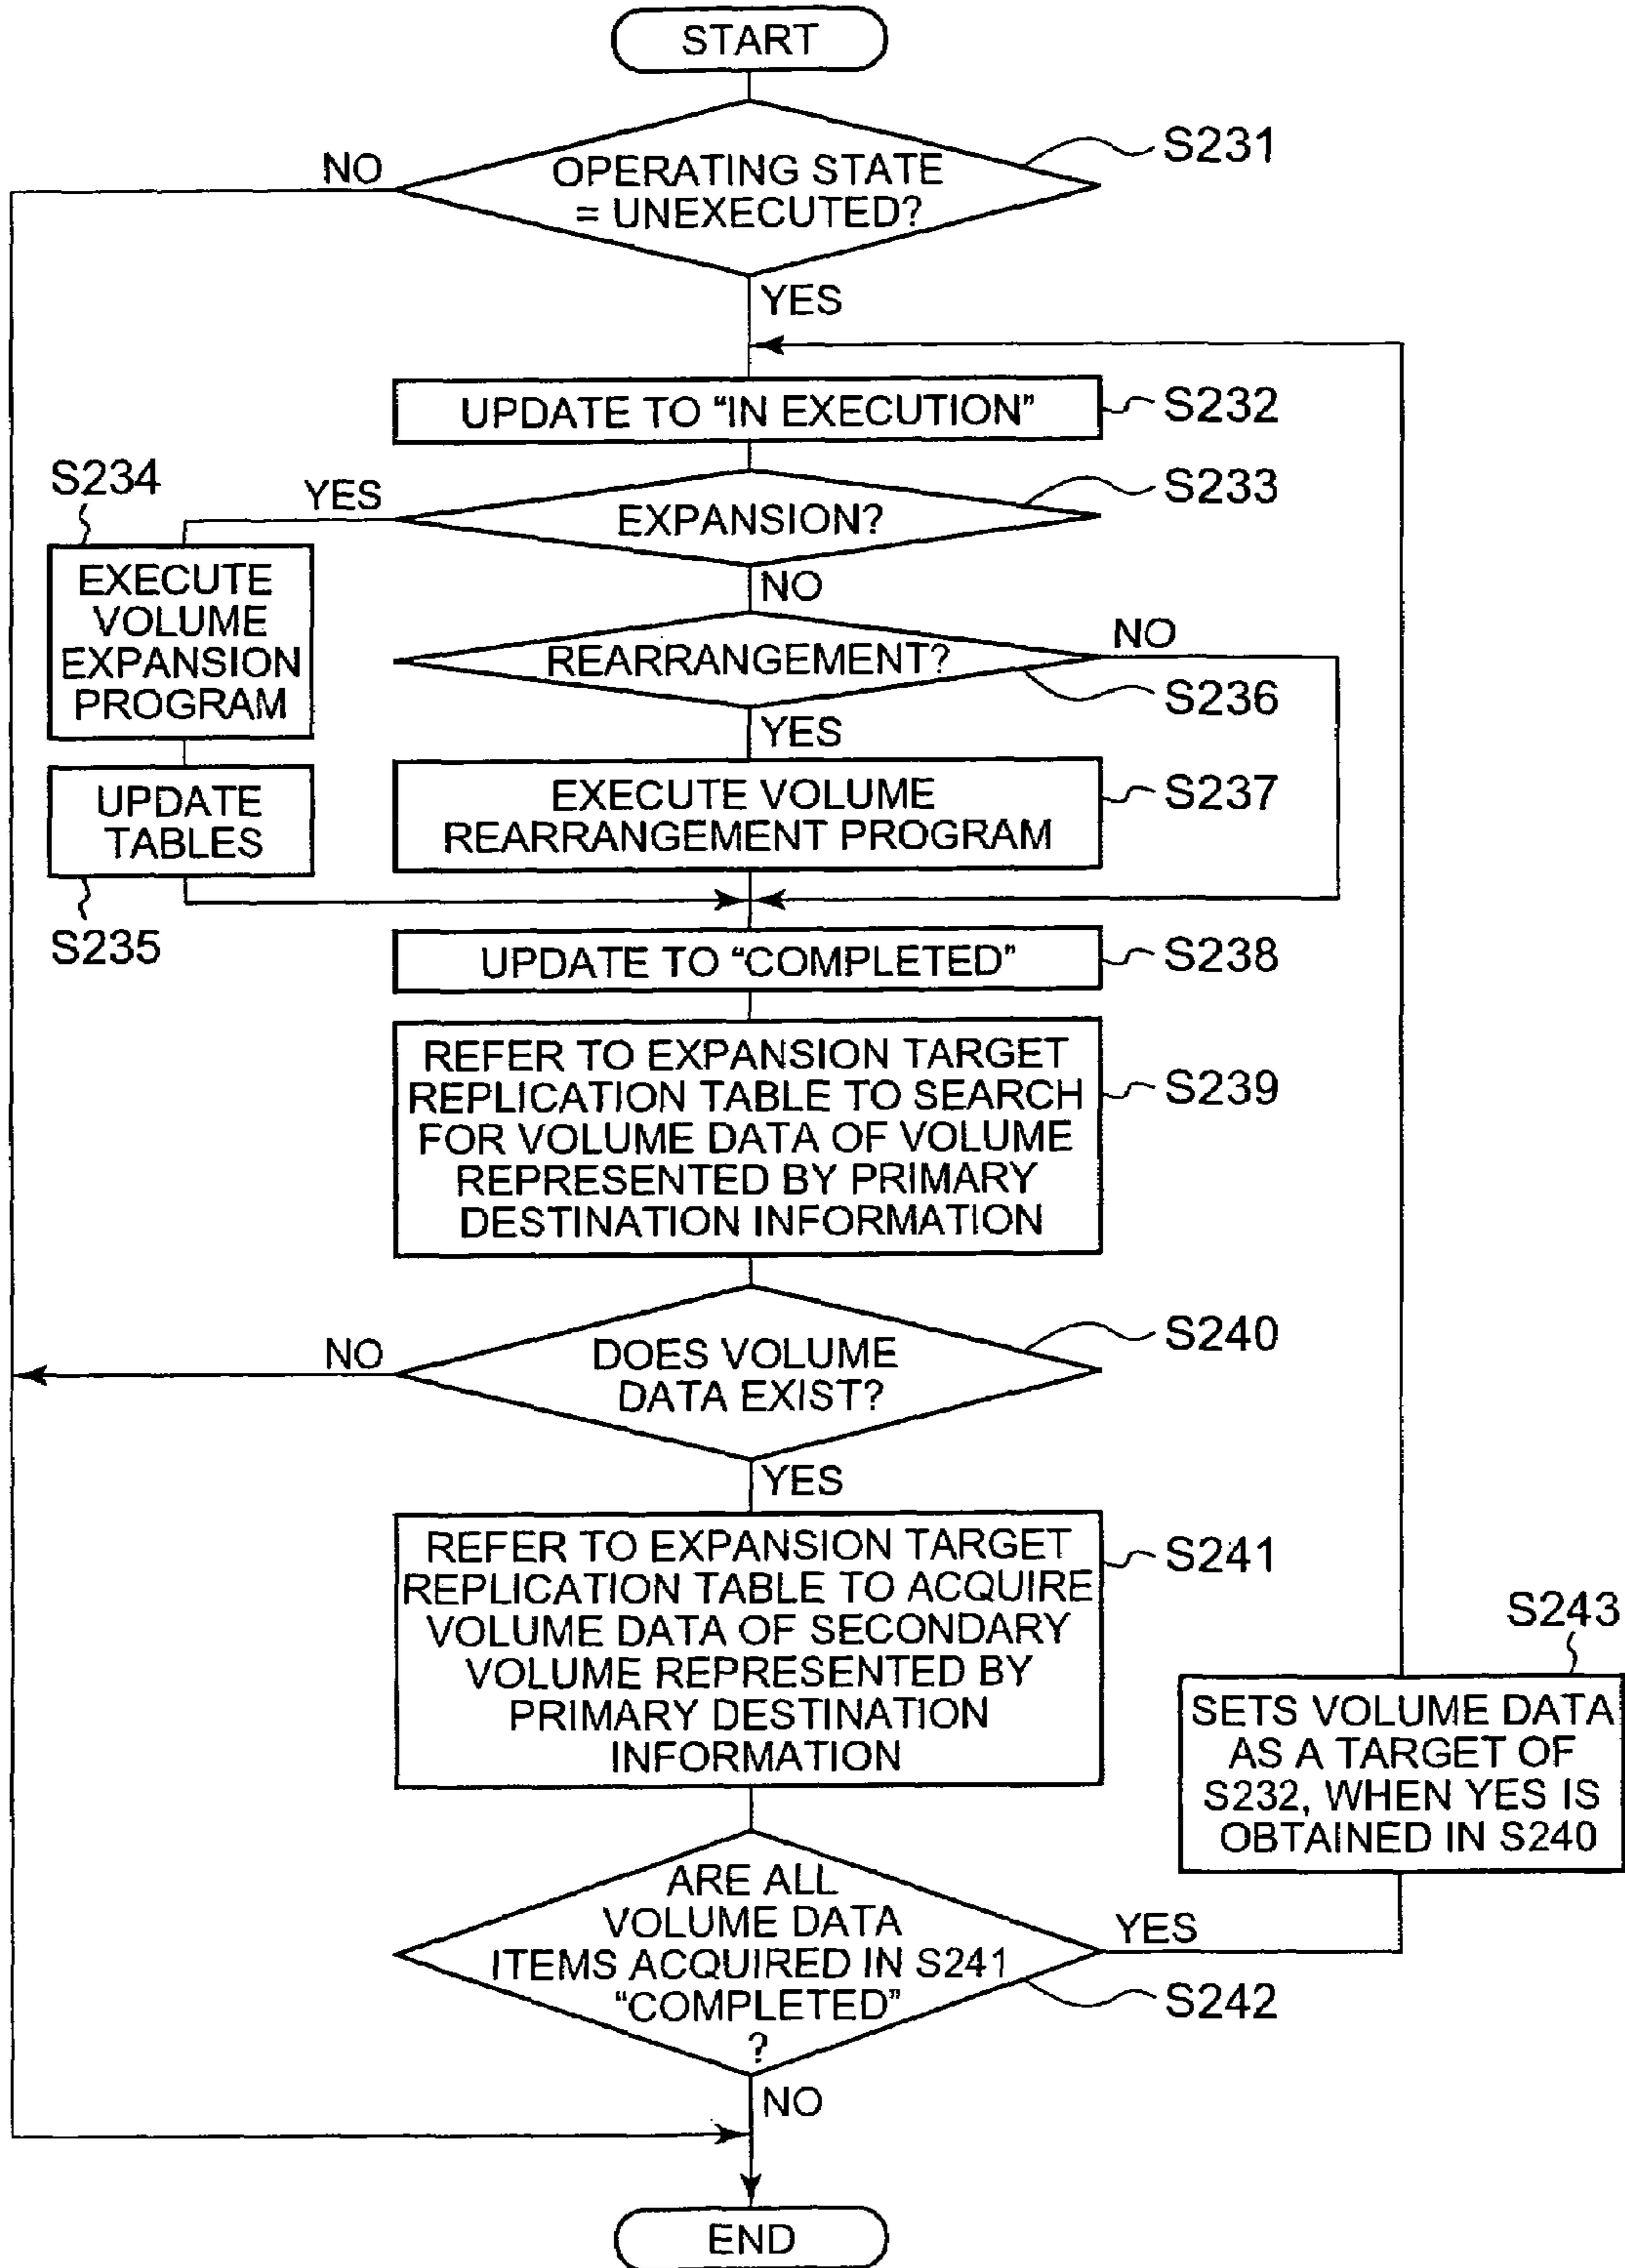 START
S231
NO
OPERATING STATE
= UNEXECUTED?
YES
UPDATE TO “IN EXECUTION”
S232
S234
YES
S233
EXPANSION?
EXECUTE
VOLUME
EXPANSION
PROGRAM
NO
NO
REARRANGEMENT?
S236
YES
UPDATE
TABLES
EXECUTE VOLUME
REARRANGEMENT PROGRAM
S237
S235
UPDATE TO “COMPLETED”
S238
REFER TO EXPANSION TARGET
REPLICATION TABLE TO SEARCH
FOR VOLUME DATA OF VOLUME
REPRESENTED BY PRIMARY
DESTINATION INFORMATION
S239
S240
NO
DOES VOLUME
DATA EXIST?
YES
REFER TO EXPANSION TARGET
REPLICATION TABLE TO ACQUIRE
VOLUME DATA OF SECONDARY
VOLUME REPRESENTED BY
PRIMARY DESTINATION
INFORMATION
S241
S243
SETS VOLUME DATA
AS A TARGET OF
S232, WHEN YES IS
OBTAINED IN S240
ARE ALL
VOLUME DATA
ITEMS ACQUIRED IN S241
“COMPLETED”
?
YES
S242
NO
END